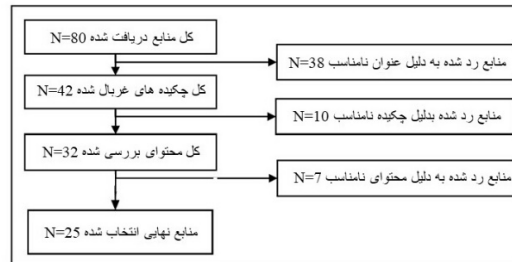 کل منابع دریافت شده N=80
منابع رد شده به دلیل عنوان نامناسب N=38
کل چکیده های غربال شده N=42
منابع رد شده بدلیل چکیده نامناسب N=10
کل محتوای بررسی شده N=32
منابع رد شده به دلیل محتوای نامناسب N=7
منابع نهایی انتخاب شده N=25